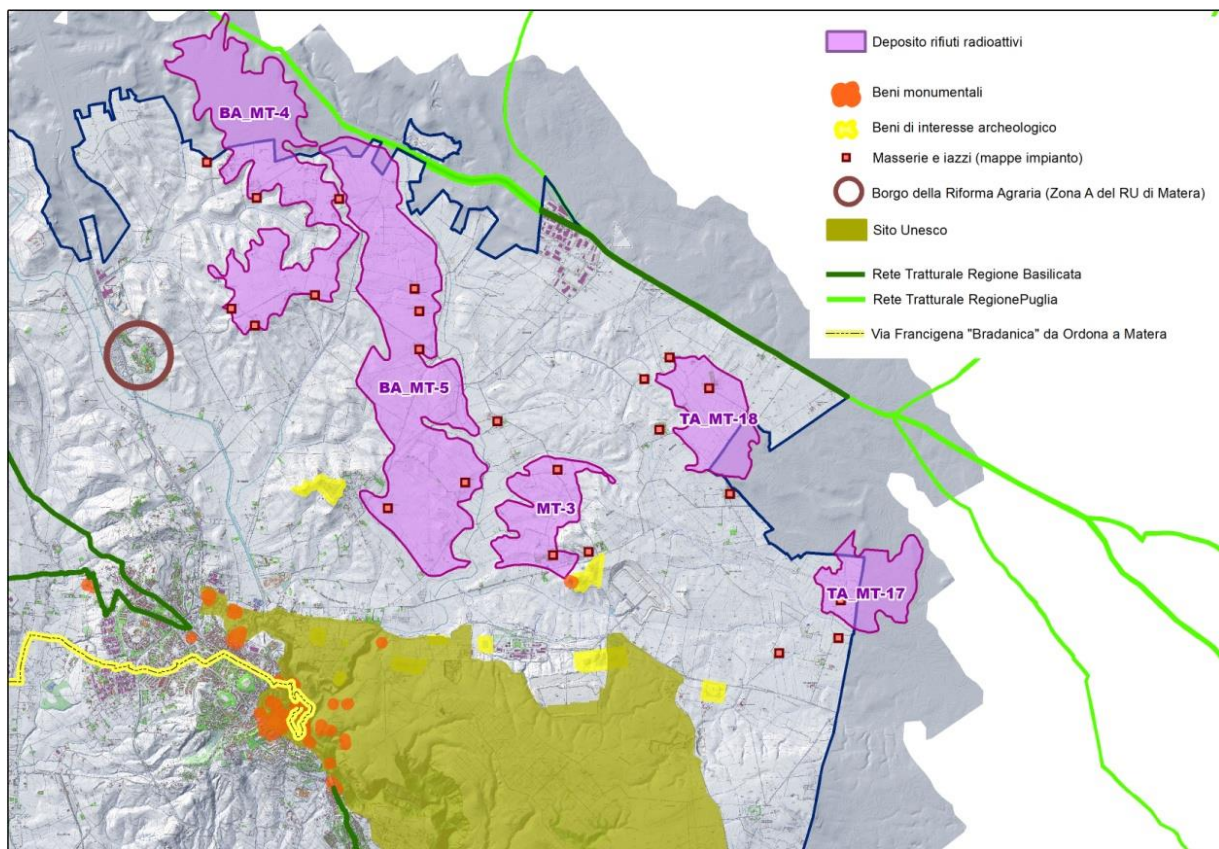 Deposito rifiuti radioattivi
Beni monumentali
Beni di interesse archeologico
Masserie e iazzi (mappe impianto)
Borgo della Riforma Agraria (Zona A del RU di Matera)
Sito Unesco
Rete Tratturale Regione Basilicata
Rete Tratturale RegionePuglia
Via Francigena "Bradanica" da Ordona a Matera
BA_MT-4
BA_MT-5
TA_MT-18
MT-3
TA_MT-17